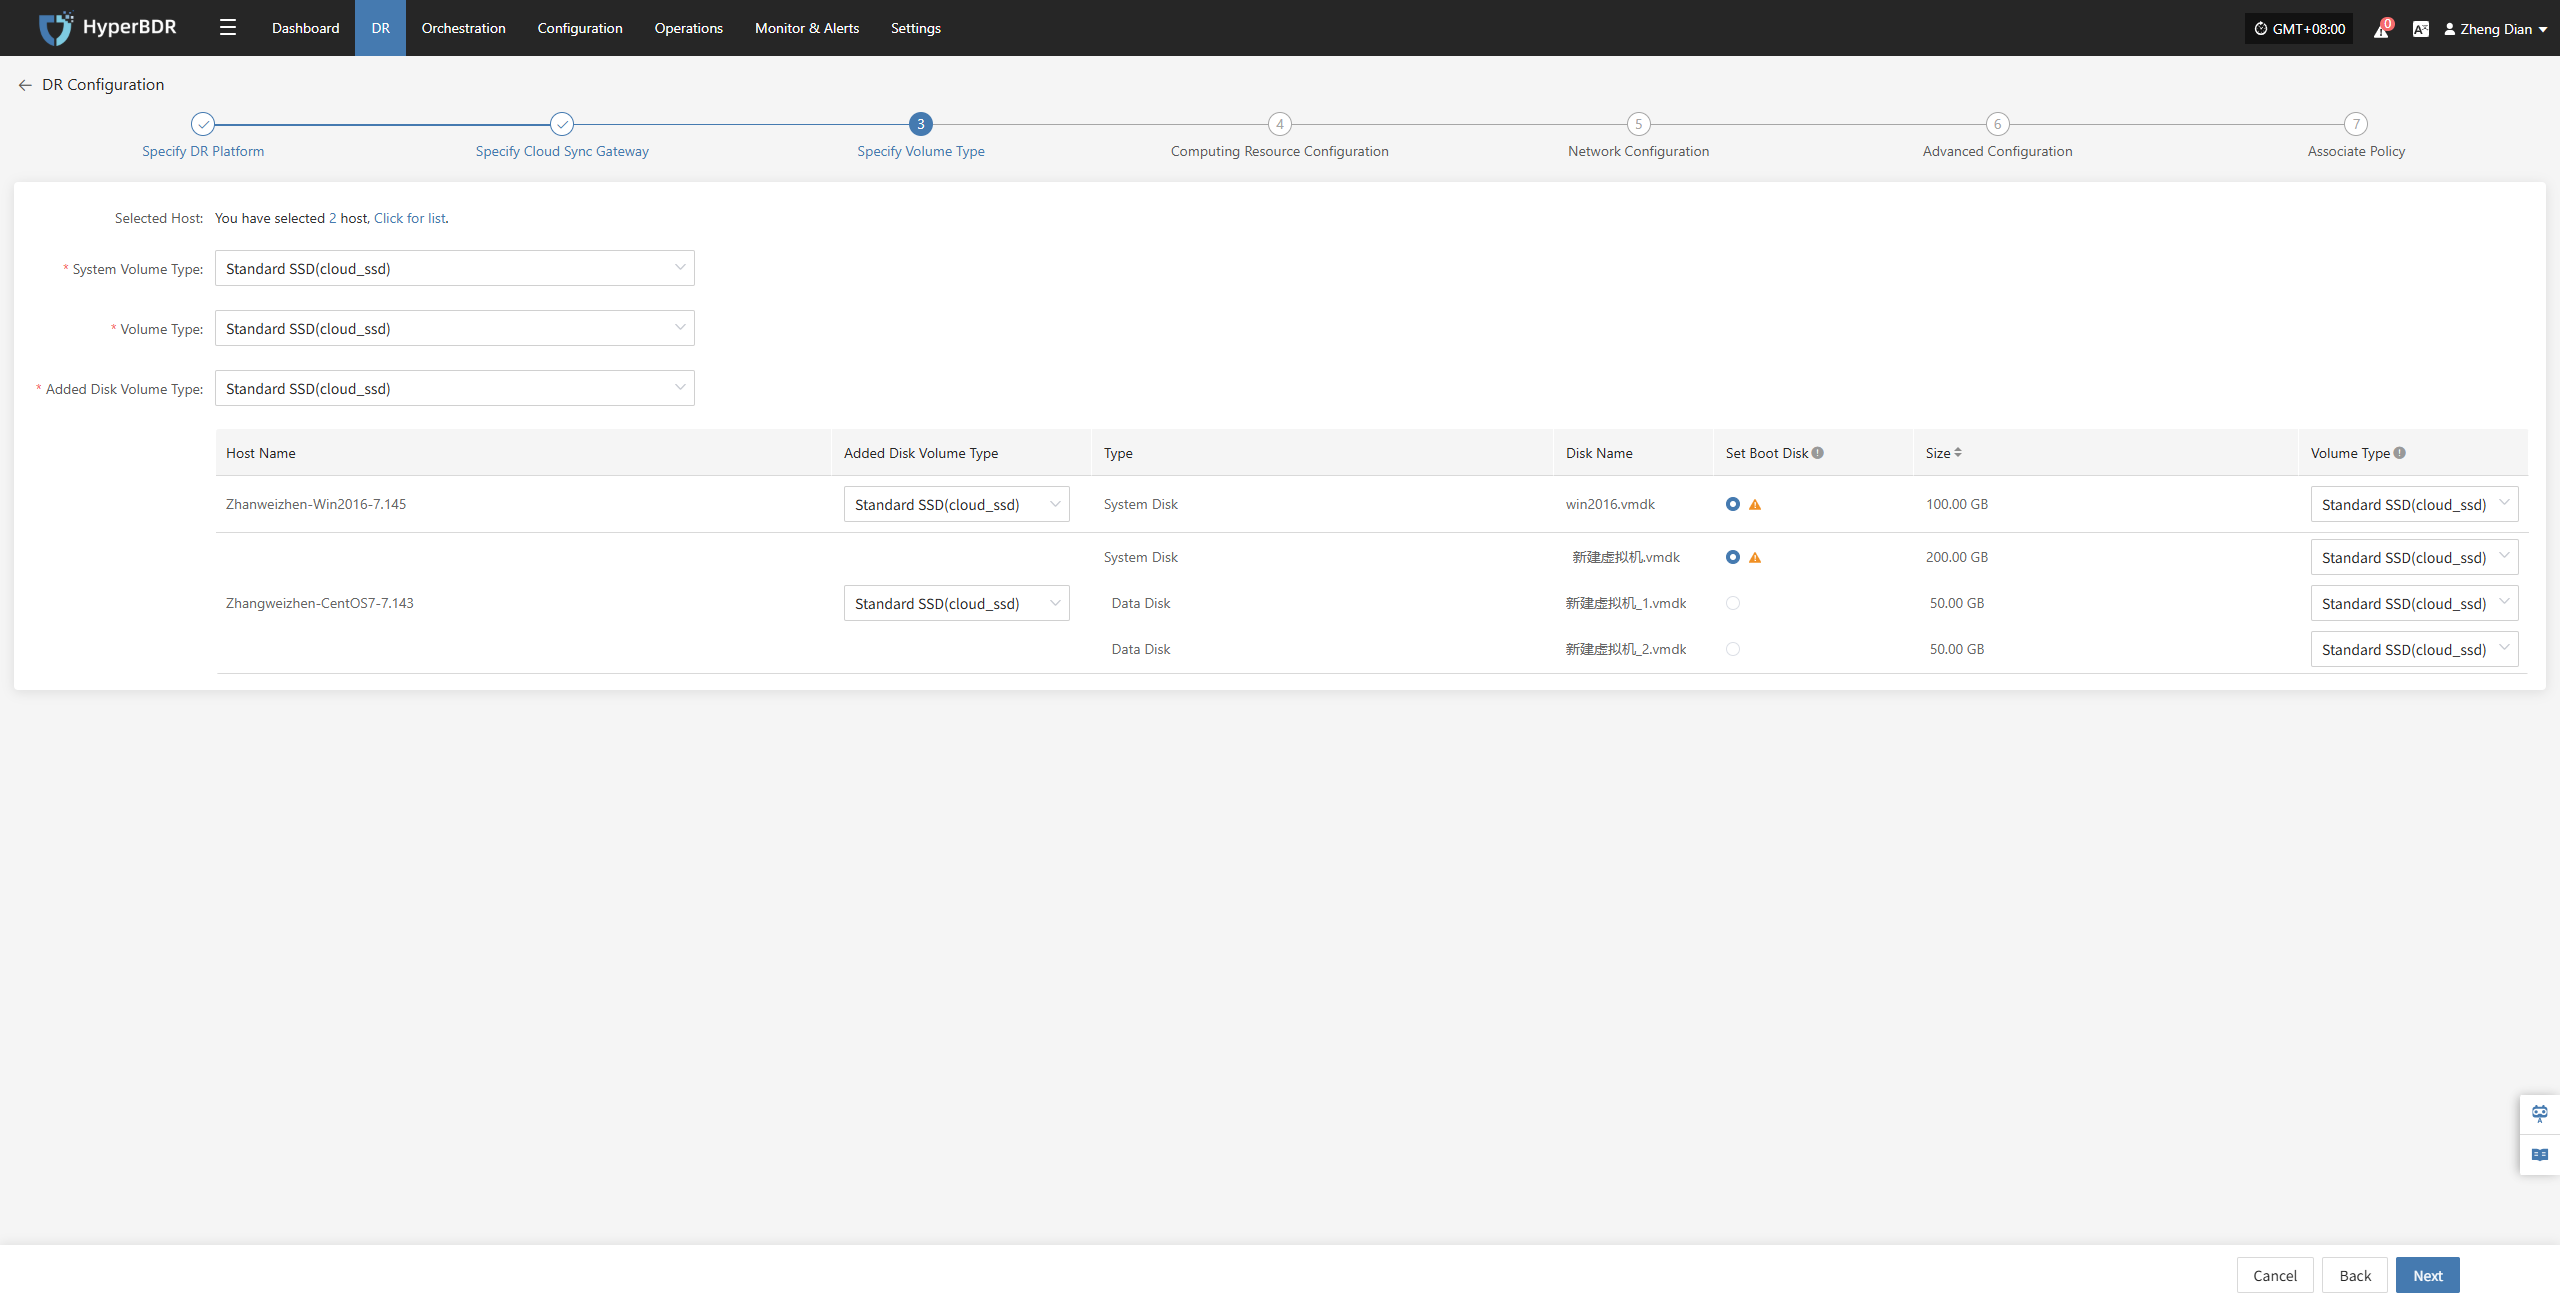 HyperBDR Dashboard DR Orchestration Configuration Operations Monitor & Alerts Settings GMT+08:00 0 Zheng Dian
DR Configuration
3 4 5 6 7
Specify DR Platform Specify Cloud Sync Gateway Specify Volume Type Computing Resource Configuration Network Configuration Advanced Configuration Associate Policy
Selected Host: You have selected 2 host, Click for list.
* System Volume Type: Standard SSD(cloud_ssd)
* Volume Type: Standard SSD(cloud_ssd)
* Added Disk Volume Type: Standard SSD(cloud_ssd)
Host Name Added Disk Volume Type Type Disk Name Set Boot Disk Size Volume Type
Zhanweizhen-Win2016-7.145 Standard SSD(cloud_ssd) System Disk win2016.vmdk 100.00 GB Standard SSD(cloud_ssd)
System Disk 新建虚拟机.vmdk 200.00 GB Standard SSD(cloud_ssd)
Zhangweizhen-CentOS7-7.143 Standard SSD(cloud_ssd) Data Disk 新建虚拟机_1.vmdk 50.00 GB Standard SSD(cloud_ssd)
Data Disk 新建虚拟机_2.vmdk 50.00 GB Standard SSD(cloud_ssd)
Cancel Back Next